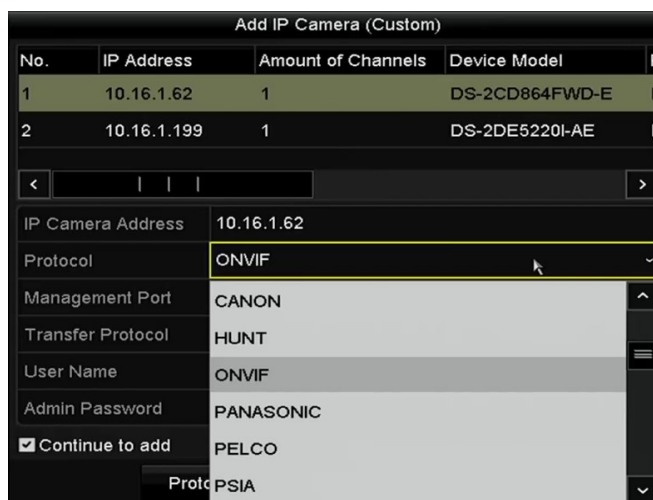 Add IP Camera (Custom)
No. IP Address Amount of Channels Device Model
1 10.16.1.62 1 DS-2CD864FWD-E
2 10.16.1.199 1 DS-2DE5220I-AE
IP Camera Address 10.16.1.62
Protocol ONVIF
Management Port CANON
Transfer Protocol HUNT
User Name ONVIF
Admin Password PANASONIC
Continue to add PELCO
Proto PSIA